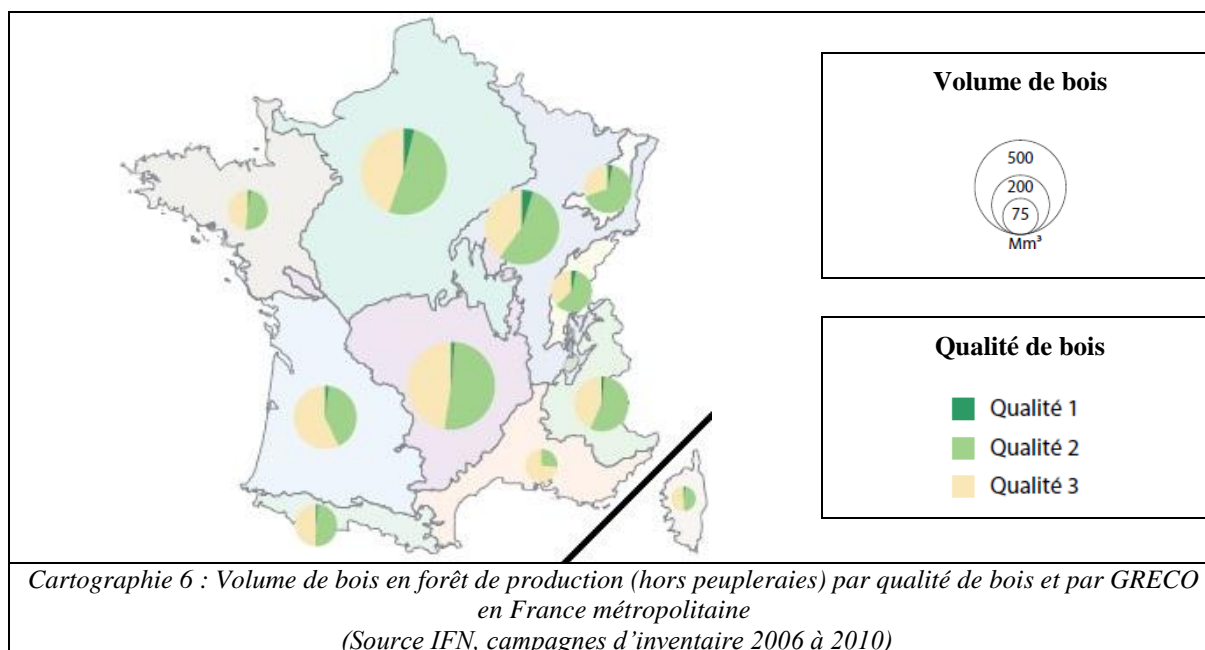 Volume de bois
500
200
75
Mm³
Qualité de bois
Qualité 1
Qualité 2
Qualité 3
Cartographie 6 : Volume de bois en forêt de production (hors peupleraies) par qualité de bois et par GRECO
en France métropolitaine
(Source IFN, campagnes d'inventaire 2006 à 2010)